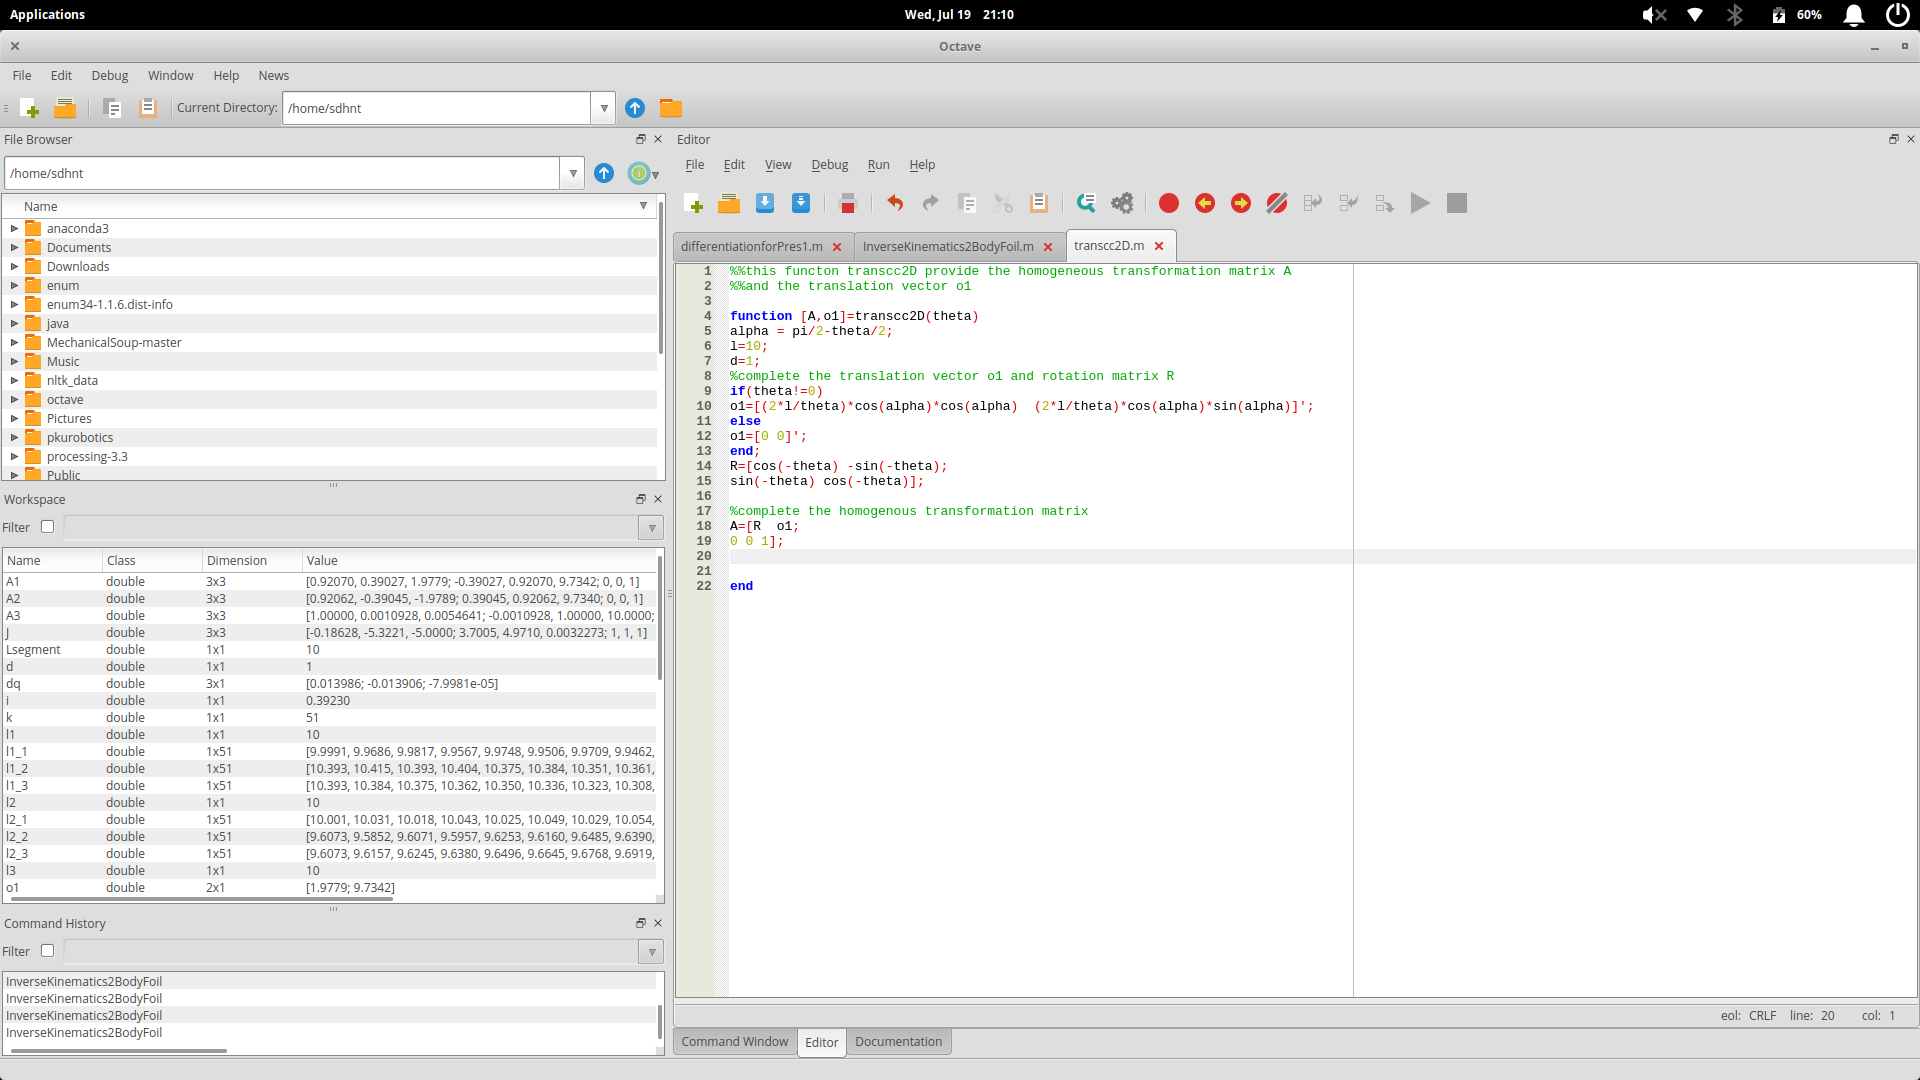 Applications
Wed, Jul 19 21:10
60%
Octave
File Edit Debug Window Help News
Current Directory: /home/sdhnt
File Browser
/home/sdhnt
Name
anaconda3
Documents
Downloads
enum
enum34-1.1.6.dist-info
java
MechanicalSoup-master
Music
nltk_data
octave
Pictures
pkurobotics
processing-3.3
Public
Workspace
Filter
Name Class Dimension Value
A1 double 3x3 [0.92070, 0.39027, 1.9779; -0.39027, 0.92070, 9.7342; 0, 0, 1]
A2 double 3x3 [0.92062, -0.39045, -1.9789; 0.39045, 0.92062, 9.7340; 0, 0, 1]
A3 double 3x3 [1.00000, 0.0010928, 0.0054641; -0.0010928, 1.00000, 10.0000;
J double 3x3 [-0.18628, -5.3221, -5.0000; 3.7005, 4.9710, 0.0032273; 1, 1, 1]
Lsegment double 1x1 10
d double 1x1 1
dq double 3x1 [0.013986; -0.013906; -7.9981e-05]
i double 1x1 0.39230
k double 1x1 51
l1 double 1x1 10
l1_1 double 1x51 [9.9991, 9.9686, 9.9817, 9.9567, 9.9748, 9.9506, 9.9709, 9.9462,
l1_2 double 1x51 [10.393, 10.415, 10.393, 10.404, 10.375, 10.384, 10.351, 10.361,
l1_3 double 1x51 [10.393, 10.384, 10.375, 10.362, 10.350, 10.336, 10.323, 10.308,
l2 double 1x1 10
l2_1 double 1x51 [10.001, 10.031, 10.018, 10.043, 10.025, 10.049, 10.029, 10.054,
l2_2 double 1x51 [9.6073, 9.5852, 9.6071, 9.5957, 9.6253, 9.6160, 9.6485, 9.6390,
l2_3 double 1x51 [9.6073, 9.6157, 9.6245, 9.6380, 9.6496, 9.6645, 9.6768, 9.6919,
l3 double 1x1 10
o1 double 2x1 [1.9779; 9.7342]
Command History
Filter
InverseKinematics2BodyFoil
InverseKinematics2BodyFoil
InverseKinematics2BodyFoil
InverseKinematics2BodyFoil
Editor
File Edit View Debug Run Help
differentiationforPres1.m InverseKinematics2BodyFoil.m transcc2D.m
1 %%this functon transcc2D provide the homogeneous transformation matrix A
2 %%and the translation vector o1
3
4 function [A,o1]=transcc2D(theta)
5 alpha = pi/2-theta/2;
6 l=10;
7 d=1;
8 %complete the translation vector o1 and rotation matrix R
9 if(theta!=0)
10 o1=[(2*l/theta)*cos(alpha)*cos(alpha)  (2*l/theta)*cos(alpha)*sin(alpha)]';
11 else
12 o1=[0 0]';
13 end;
14 R=[cos(-theta) -sin(-theta);
15 sin(-theta) cos(-theta)];
16
17 %complete the homogenous transformation matrix
18 A=[R  o1;
19 0 0 1];
20
21
22 end
eol: CRLF line: 20 col: 1
Command Window Editor Documentation